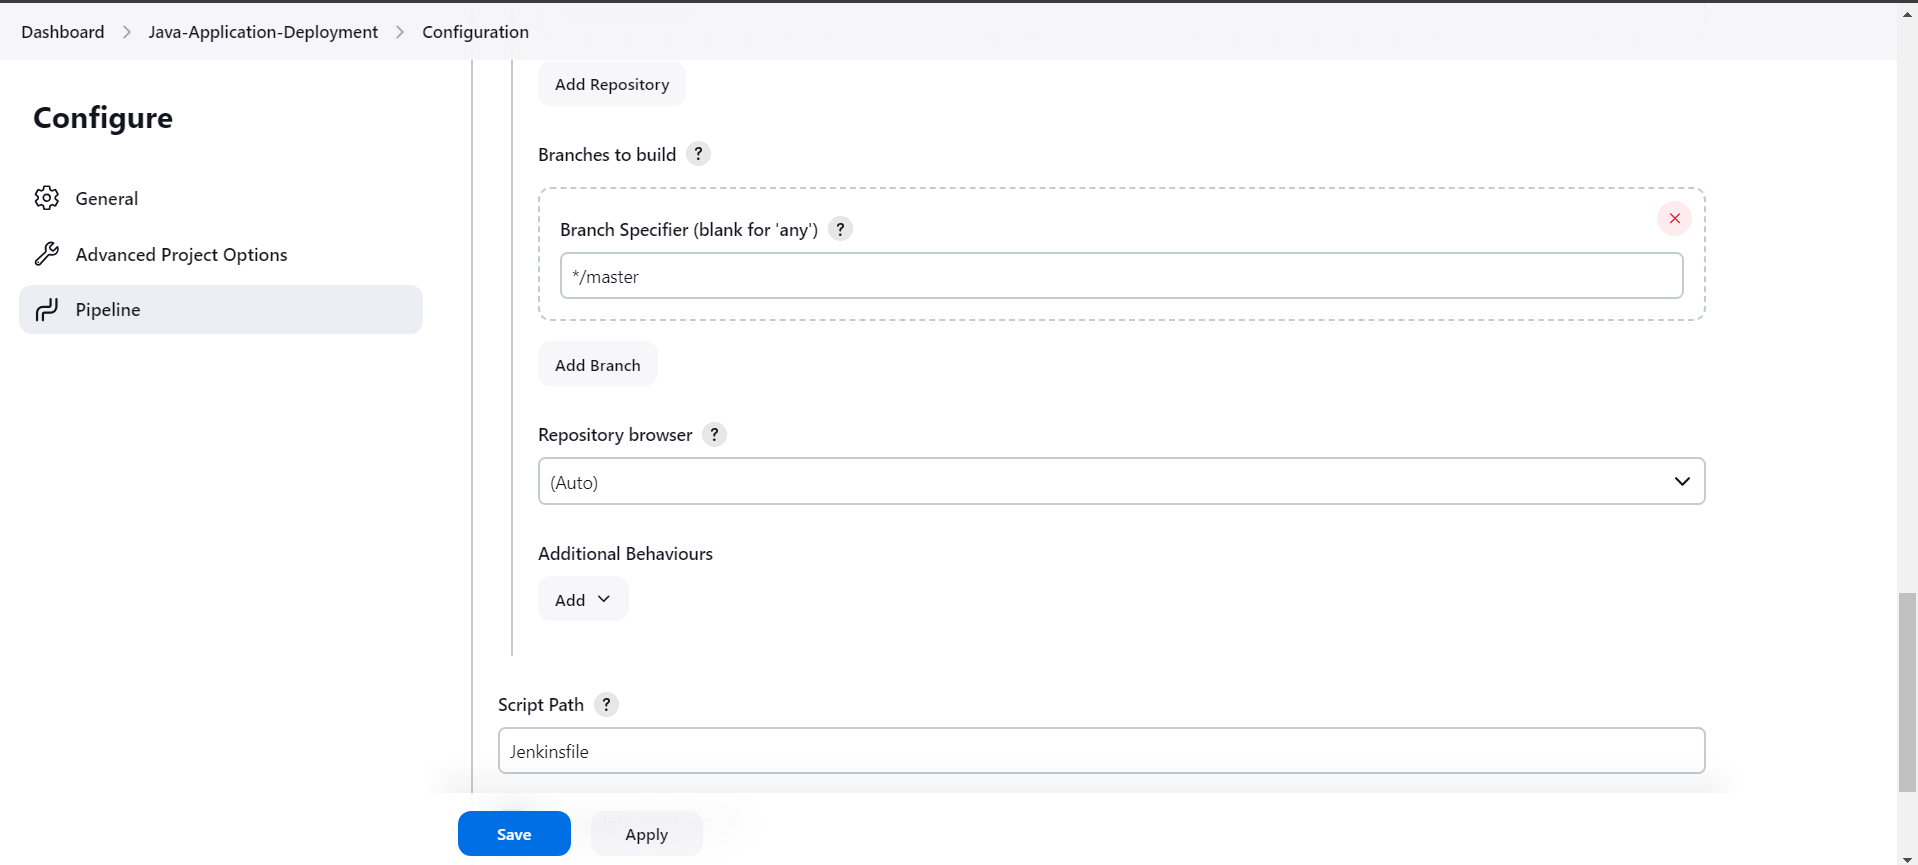 Dashboard > Java-Application-Deployment > Configuration
Configure
General
Advanced Project Options
Pipeline
Add Repository
Branches to build ?
Branch Specifier (blank for 'any') ?
*/master
Add Branch
Repository browser ?
(Auto)
Additional Behaviours
Add
Script Path ?
Jenkinsfile
Save
Apply